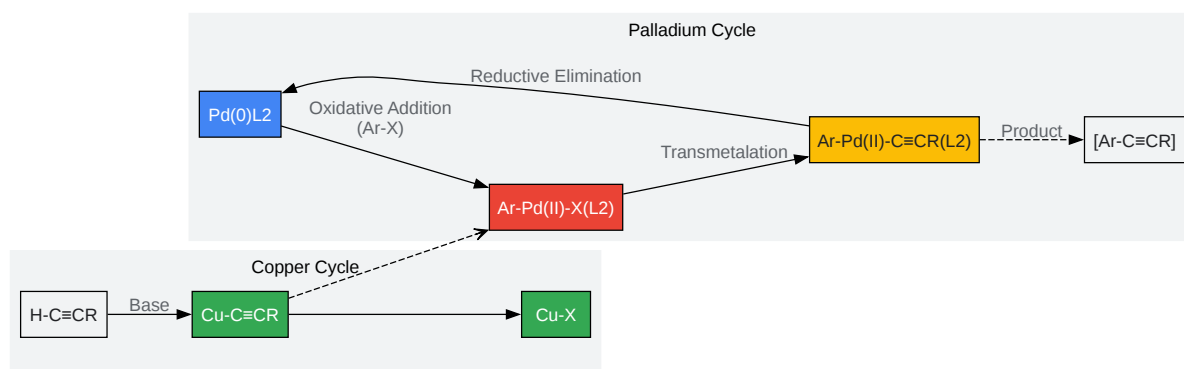 Palladium Cycle
Reductive Elimination
Pd(0)L2
Oxidative Addition
(Ar-X)
Ar-Pd(II)-C≡CR(L2)
Product
[Ar-C≡CR]
Transmetalation
Ar-Pd(II)-X(L2)
Copper Cycle
H-C≡CR
Base
Cu-C≡CR
Cu-X